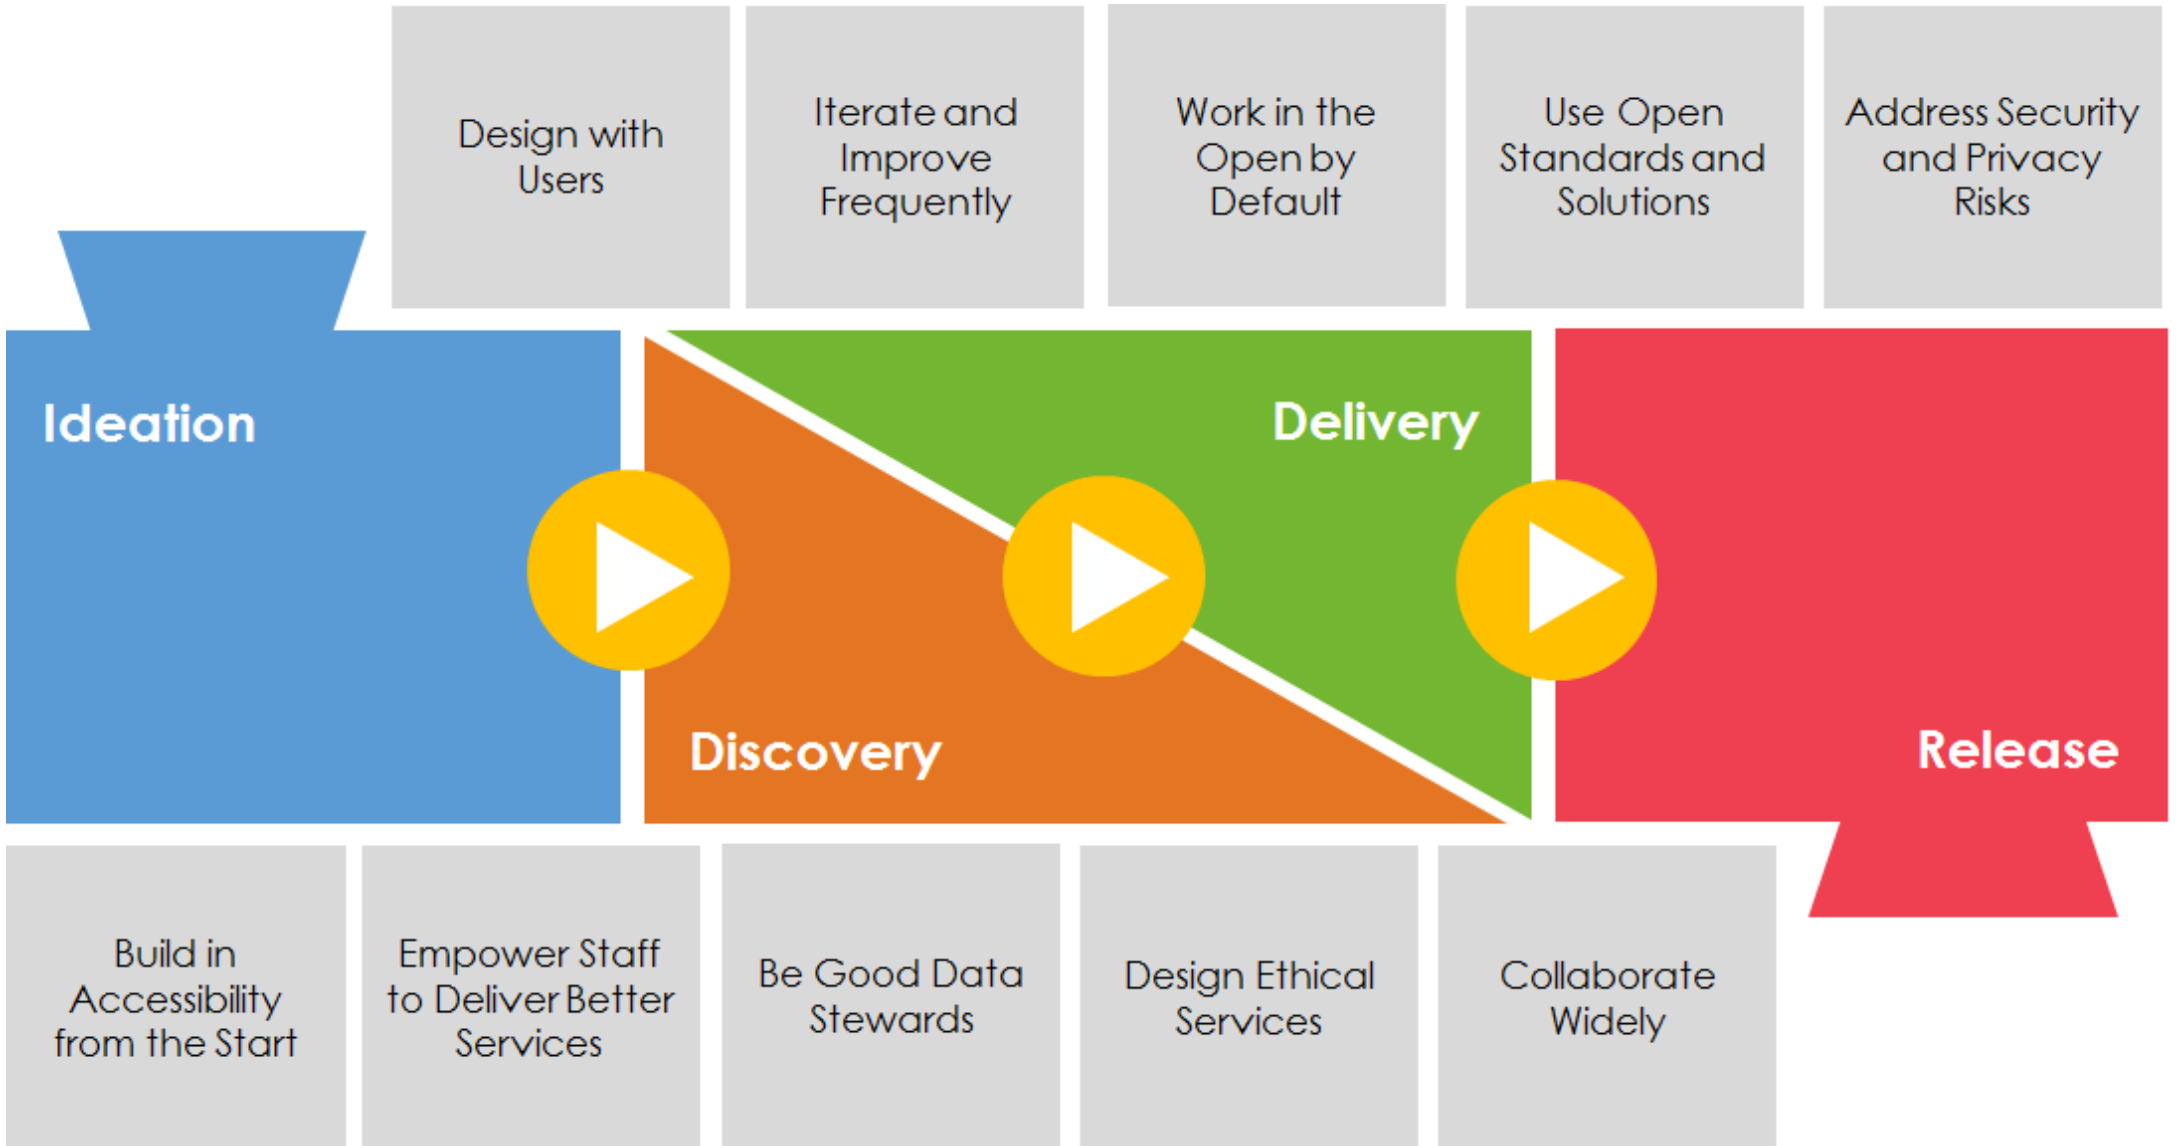 Design with
Users
Iterate and
Improve
Frequently
Work in the
Open by
Default
Use Open
Standards and
Solutions
Address Security
and Privacy
Risks
Ideation
Delivery
Discovery
Release
Build in
Accessibility
from the Start
Empower Staff
to Deliver Better
Services
Be Good Data
Stewards
Design Ethical
Services
Collaborate
Widely